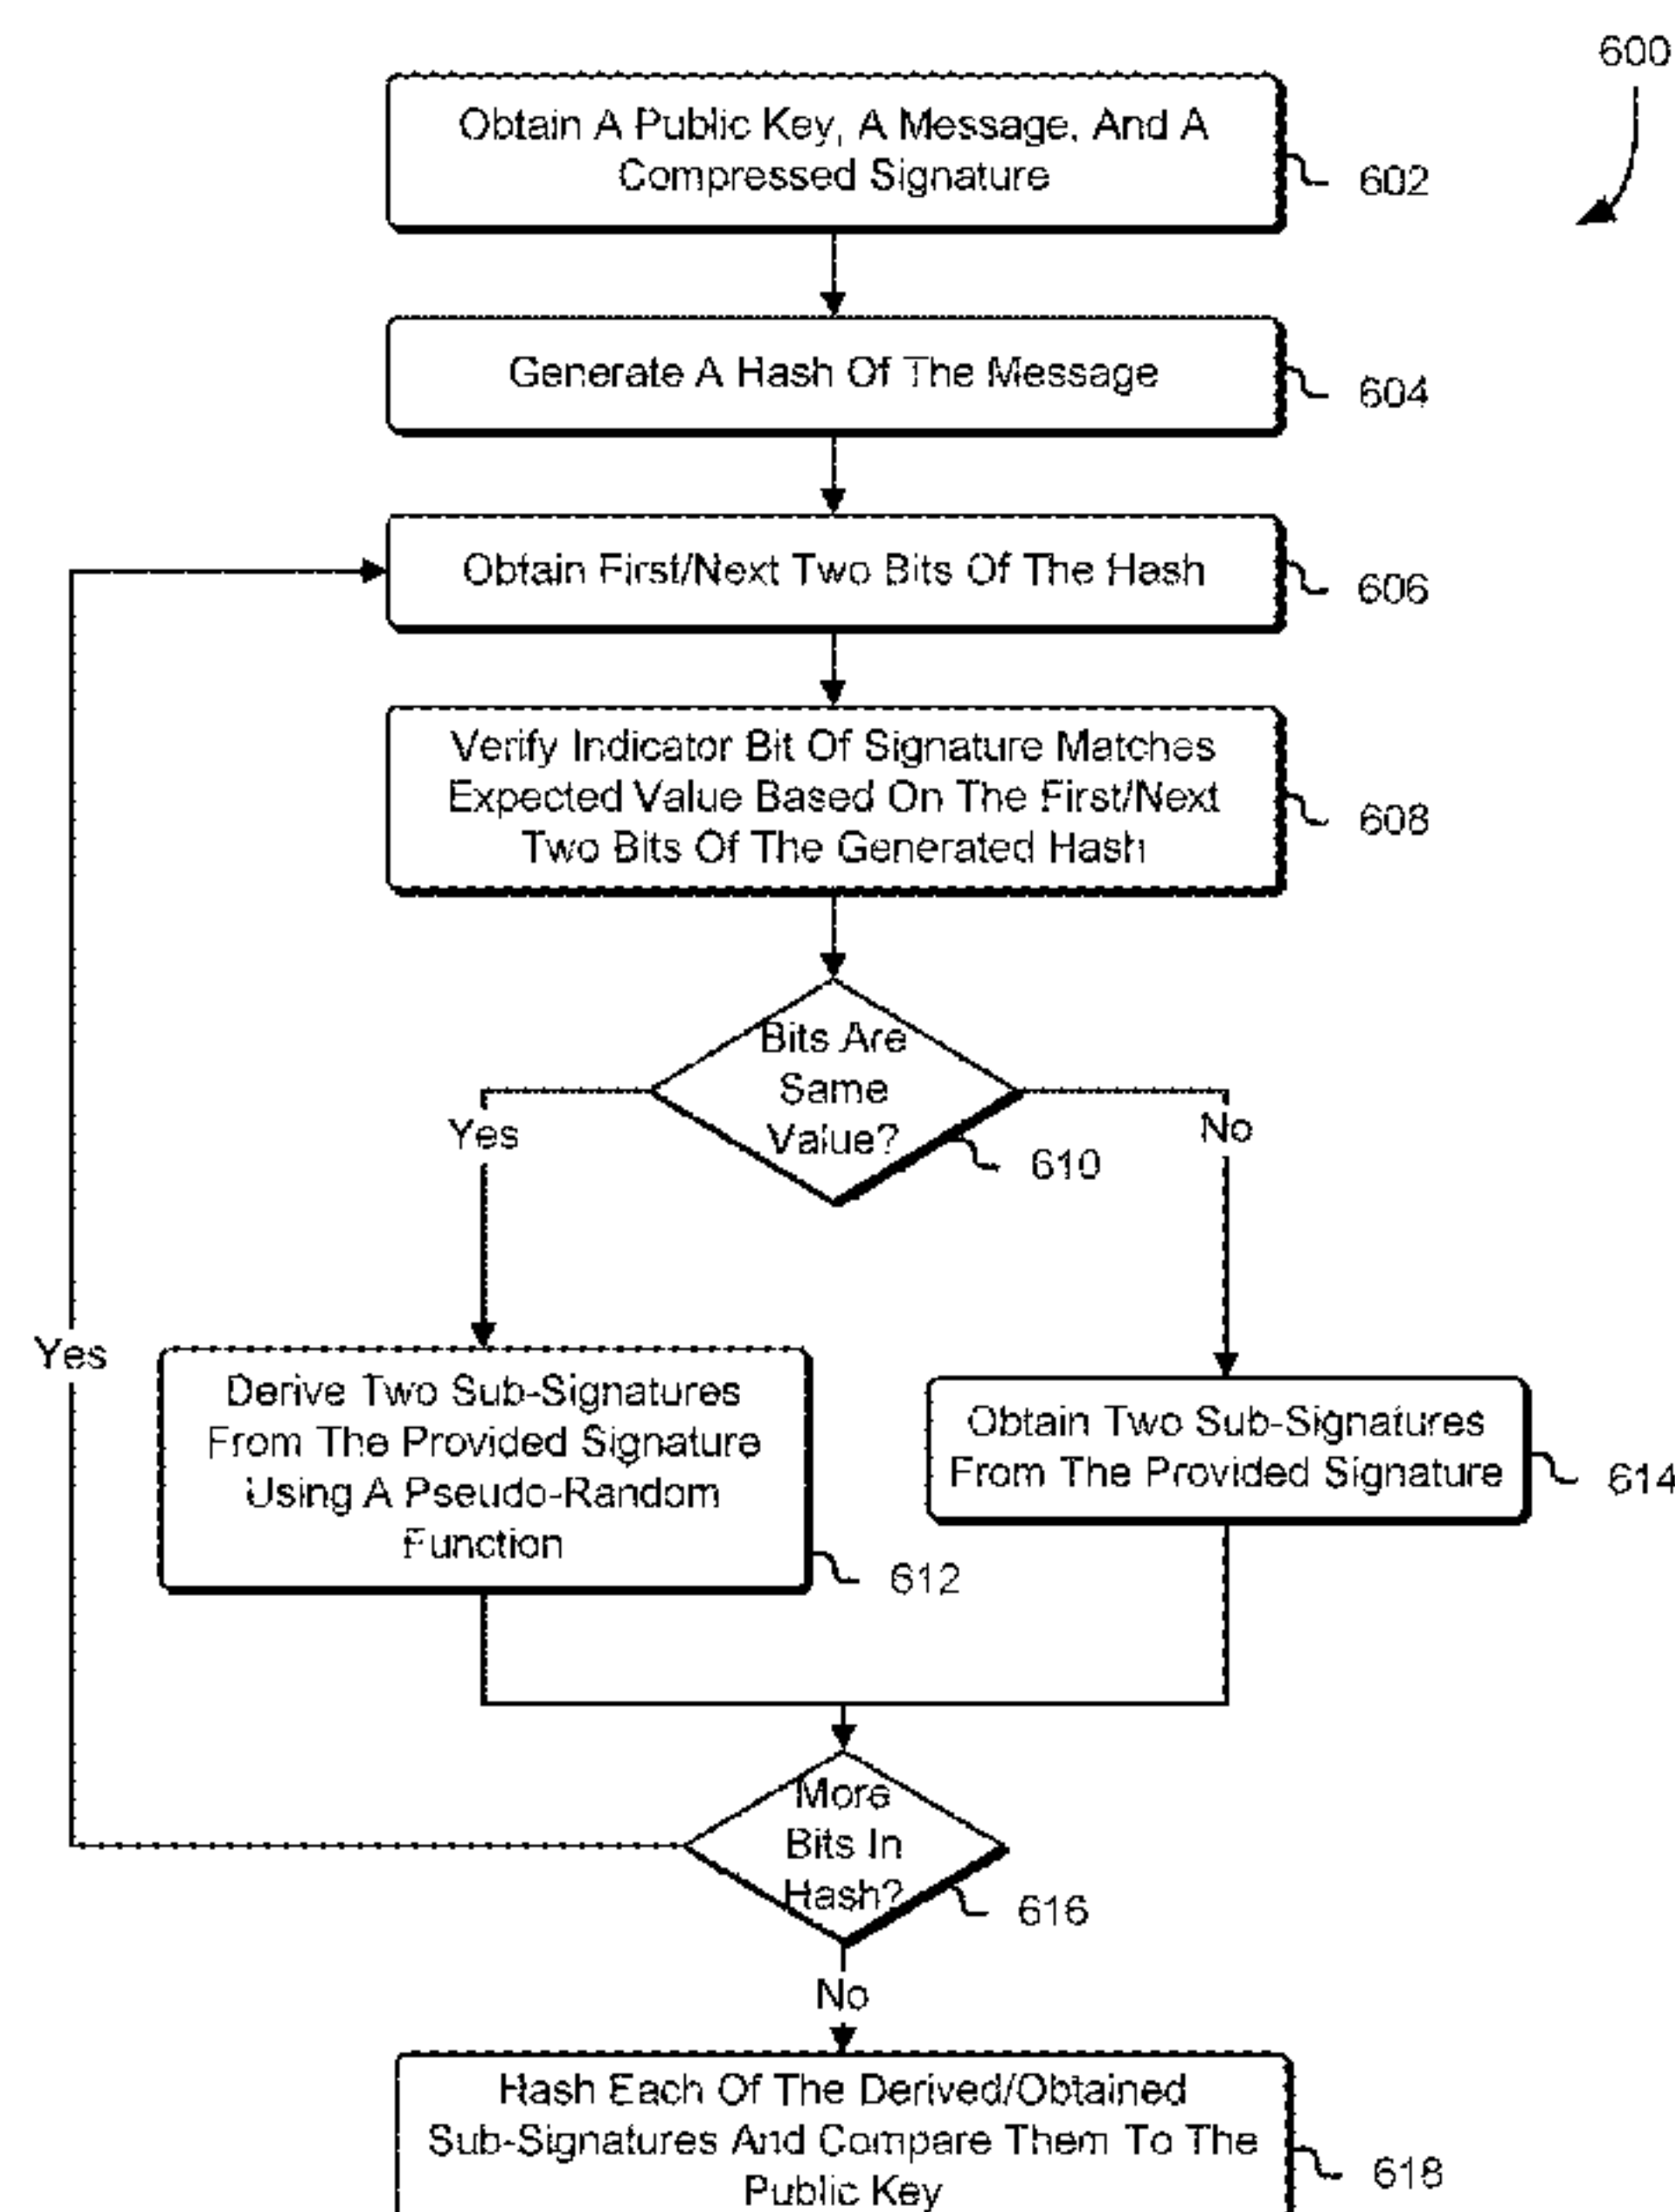 600
Obtain A Public Key, A Message, And A
Compressed Signature
602
Generate A Hash Of The Message
604
Obtain First/Next Two Bits Of The Hash
606
Verify Indicator Bit Of Signature Matches
Expected Value Based On The First/Next
Two Bits Of The Generated Hash
608
Bits Are
Same
Value?
610
Yes
No
Yes
Derive Two Sub-Signatures
From The Provided Signature
Using A Pseudo-Random
Function
612
Obtain Two Sub-Signatures
From The Provided Signature
614
More
Bits In
Hash?
616
No
Hash Each Of The Derived/Obtained
Sub-Signatures And Compare Them To The
Public Key
618